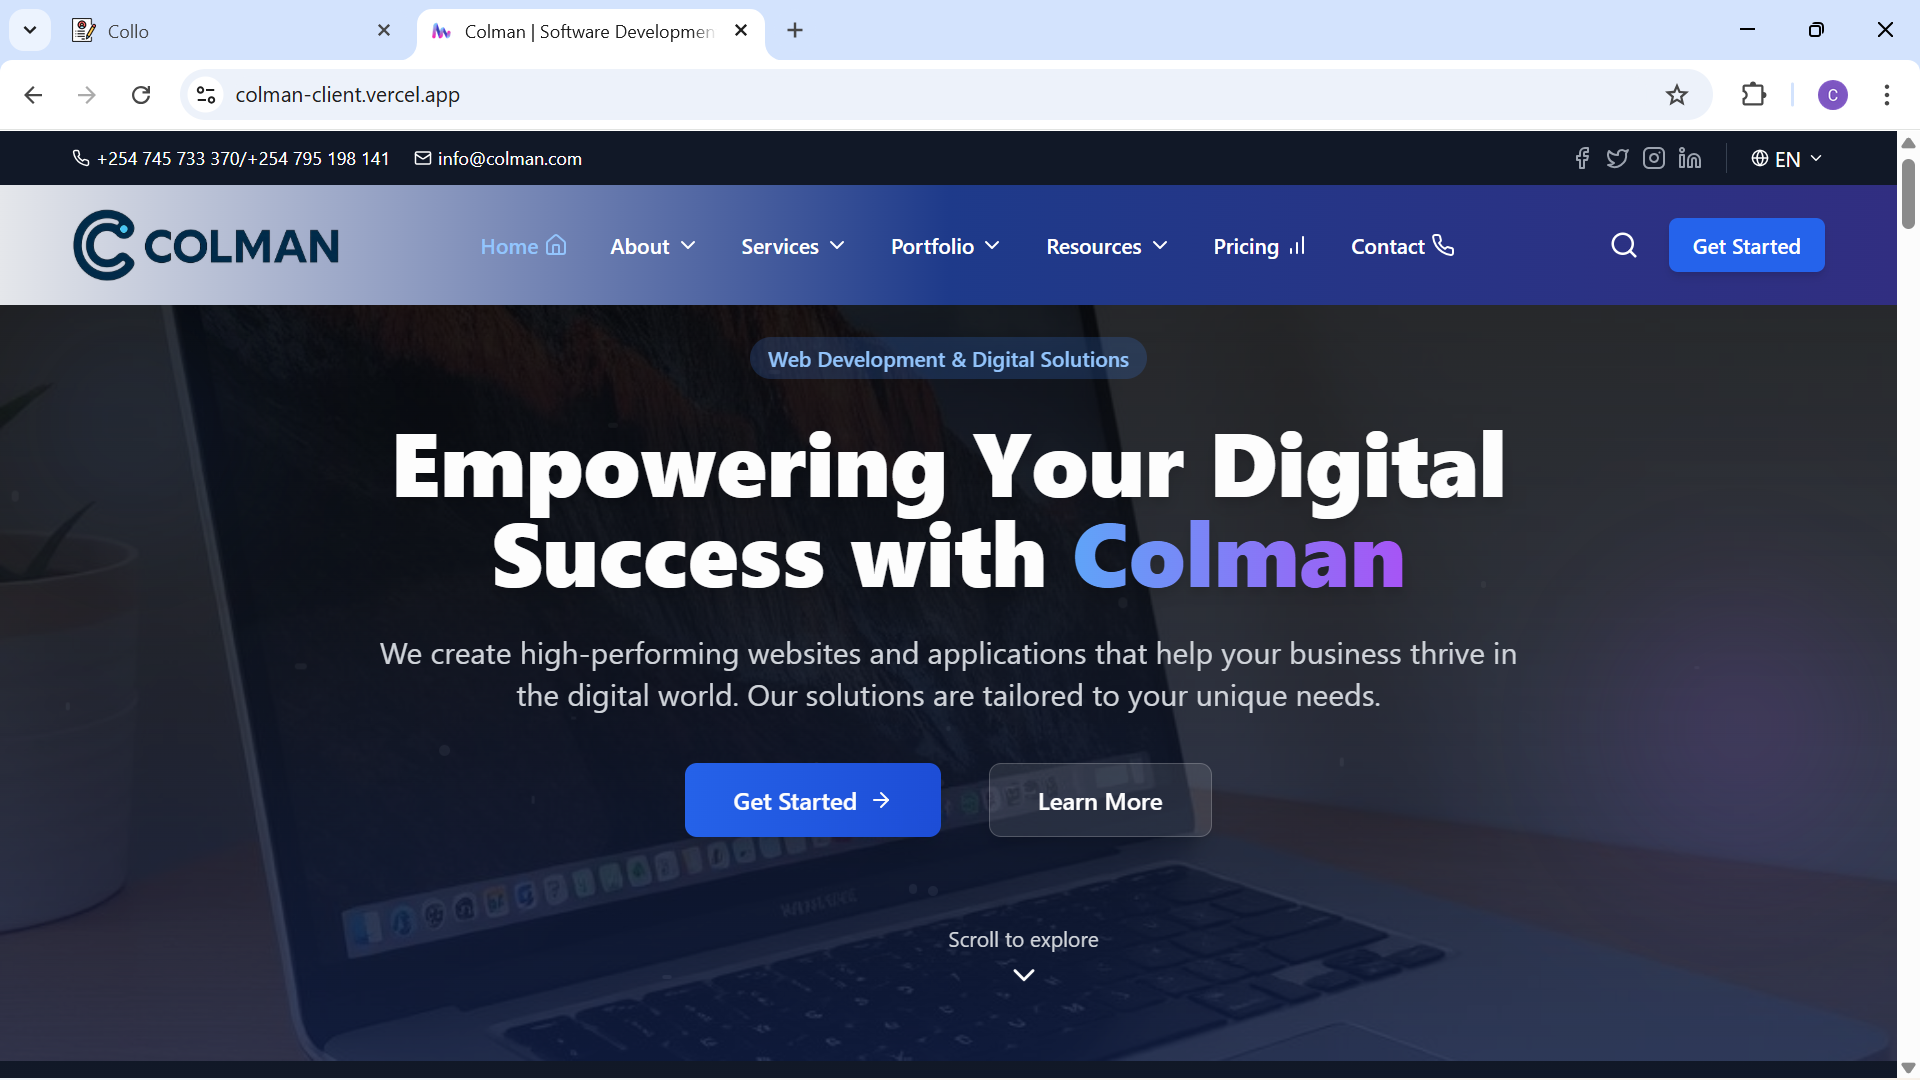 Collo
Colman | Software Developmen
colman-client.vercel.app
C
+254 745 733 370/+254 795 198 141
info@colman.com
EN
COLMAN
Home
About
Services
Portfolio
Resources
Pricing
Contact
Get Started
Web Development & Digital Solutions
Empowering Your Digital
Success with Colman
We create high-performing websites and applications that help your business thrive in
the digital world. Our solutions are tailored to your unique needs.
Get Started
Learn More
Scroll to explore